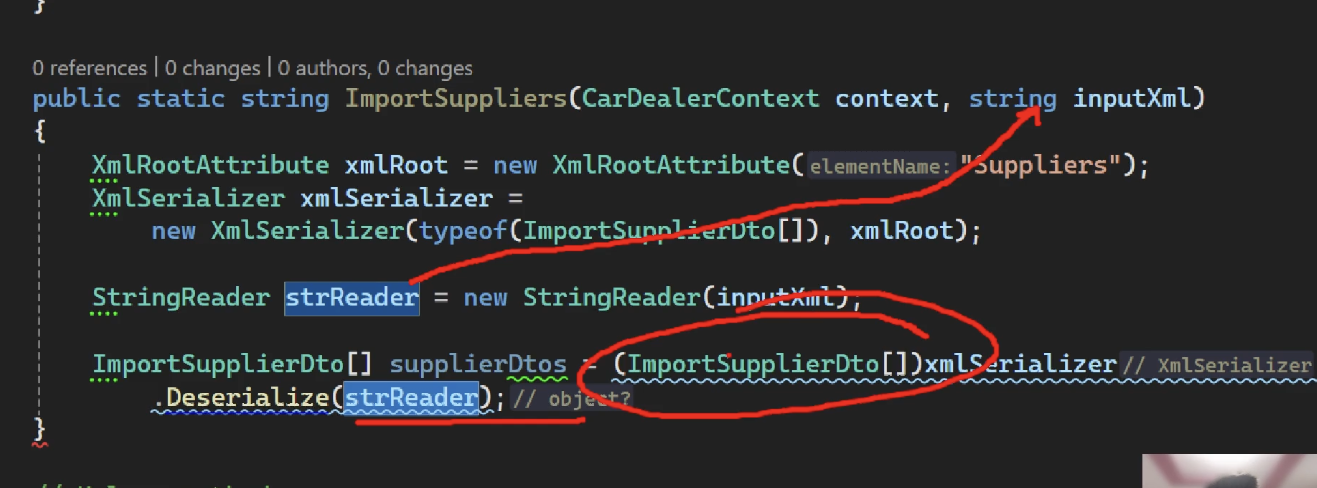 }
0 references | 0 changes | 0 authors, 0 changes
public static string ImportSuppliers(CarDealerContext context, string inputXml)
{
XmlRootAttribute xmlRoot = new XmlRootAttribute(elementName: "Suppliers");
XmlSerializer xmlSerializer =
new XmlSerializer(typeof(ImportSupplierDto[]), xmlRoot);
StringReader strReader = new StringReader(inputXml);
ImportSupplierDto[] supplierDtos = (ImportSupplierDto[])xmlSerializer // XmlSerializer
.Deserialize(strReader); // object?
}